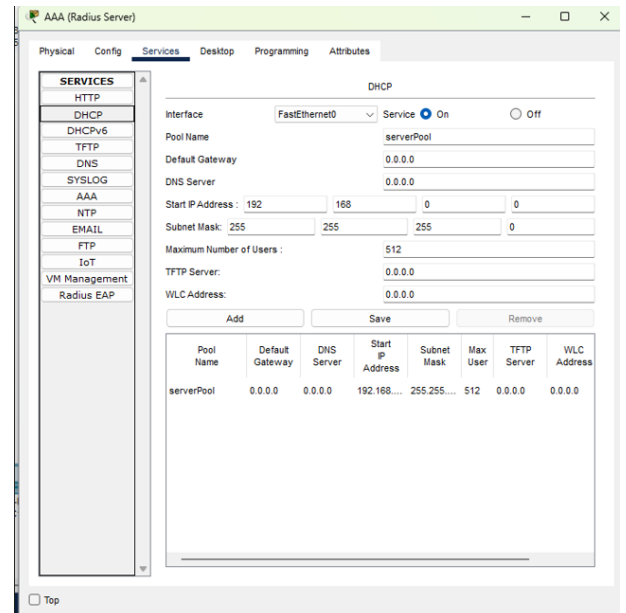 AAA (Radius Server)
Physical Config Services Desktop Programming Attributes
SERVICES
HTTP
DHCP
DHCPv6
TFTP
DNS
SYSLOG
AAA
NTP
EMAIL
FTP
IoT
VM Management
Radius EAP
DHCP
Interface FastEthernet0 Service On Off
Pool Name serverPool
Default Gateway 0.0.0.0
DNS Server 0.0.0.0
Start IP Address : 192 168 0 0
Subnet Mask: 255 255 255 0
Maximum Number of Users : 512
TFTP Server: 0.0.0.0
WLC Address: 0.0.0.0
Add Save Remove
Pool Name Default Gateway DNS Server Start IP Address Subnet Mask Max User TFTP Server WLC Address
serverPool 0.0.0.0 0.0.0.0 192.168.... 255.255.... 512 0.0.0.0 0.0.0.0
Top